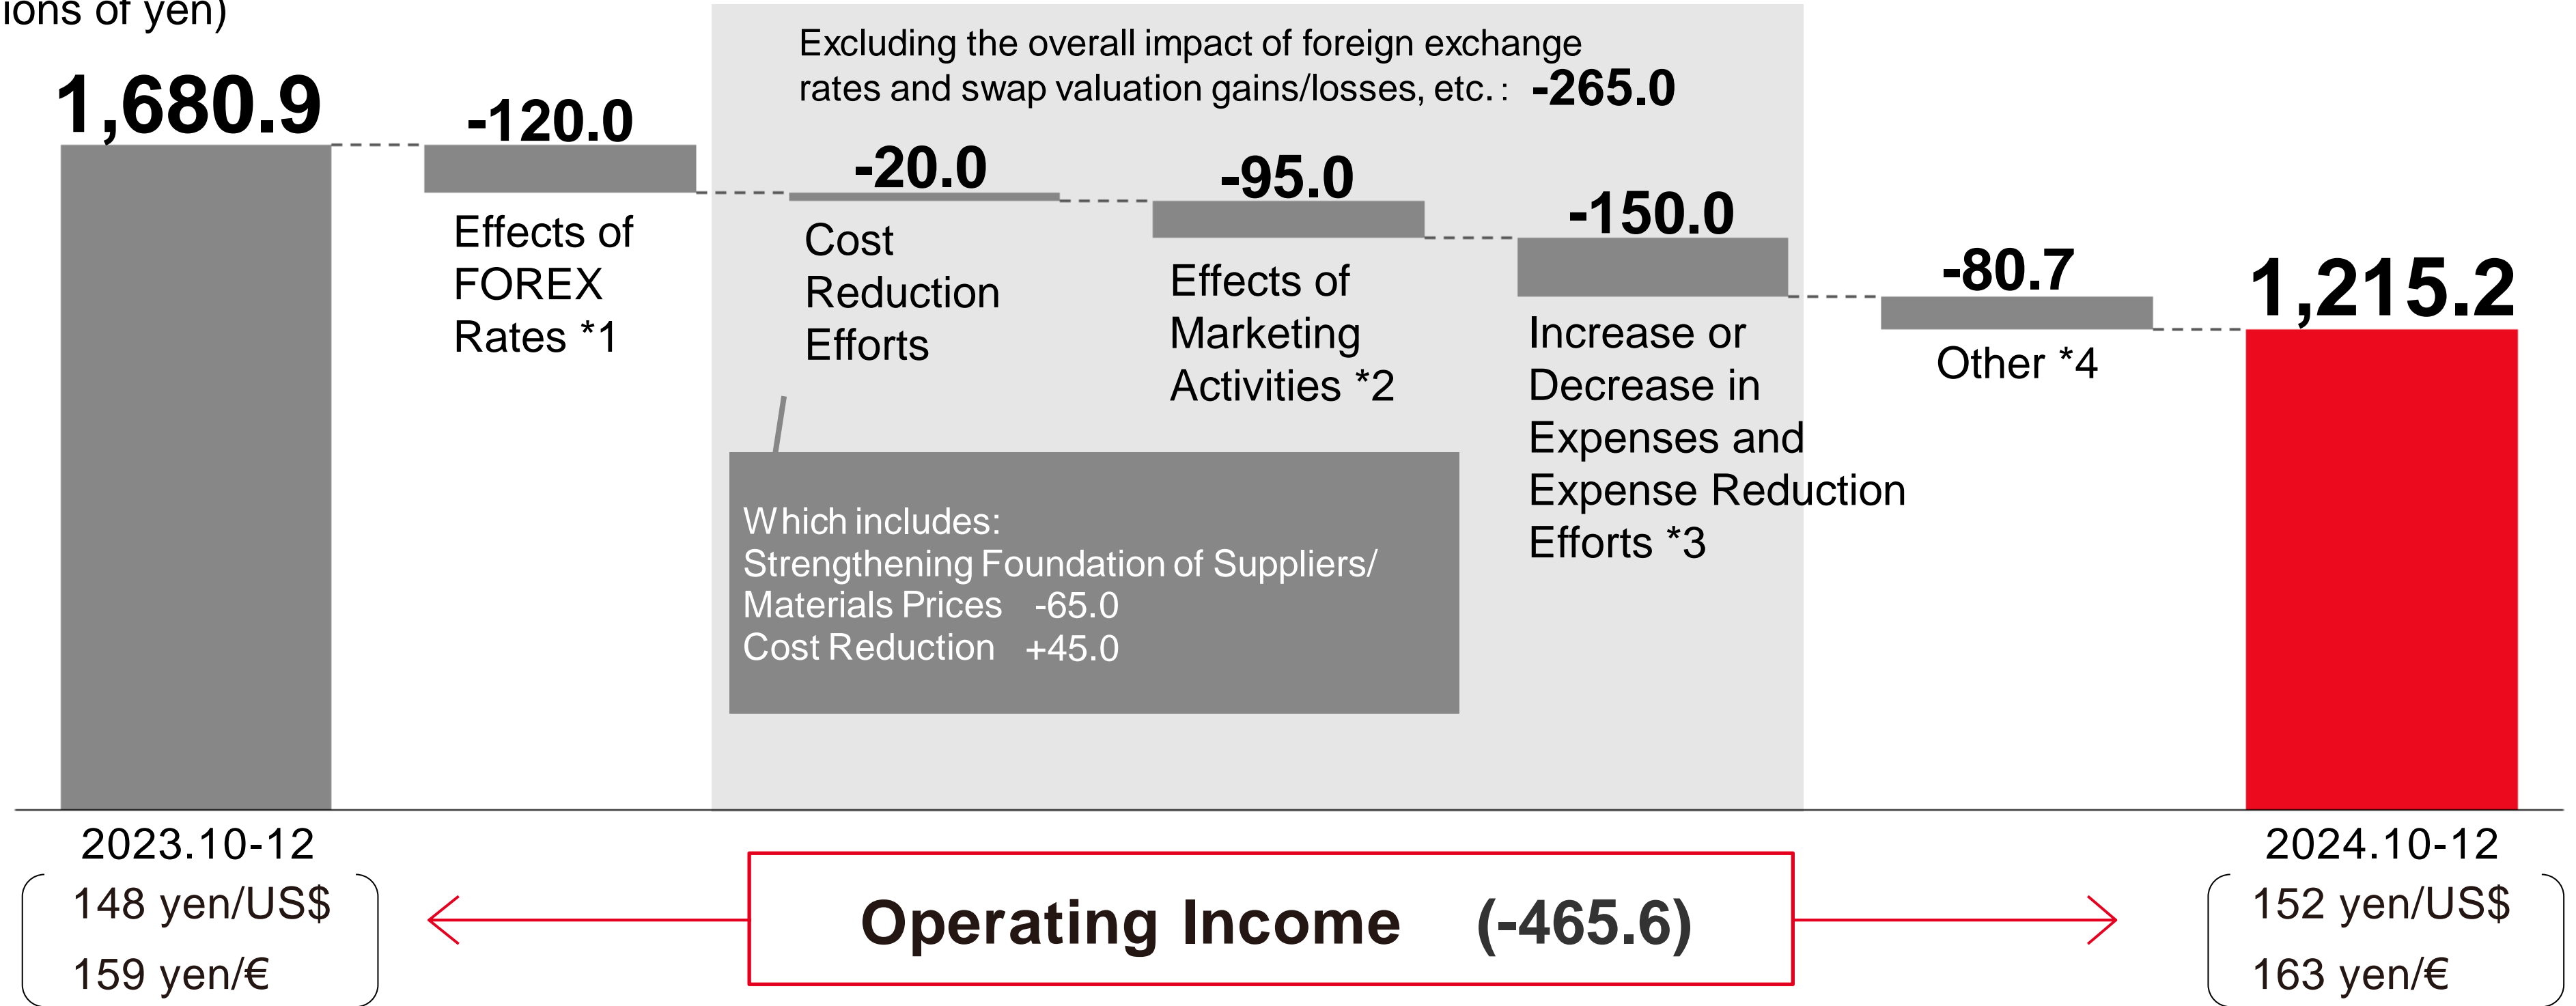 ions of yen)
Excluding the overall impact of foreign exchange
rates and swap valuation gains/losses, etc. : -265.0
1,680.9
-120.0
Effects of
FOREX
Rates *1
-20.0
Cost
Reduction
Efforts
-95.0
Effects of
Marketing
Activities *2
-150.0
Increase or
Decrease in
Expenses and
Expense Reduction
Efforts *3
-80.7
Other *4
1,215.2
Which includes:
Strengthening Foundation of Suppliers/
Materials Prices -65.0
Cost Reduction +45.0
2023.10-12
148 yen/US$
159 yen/€
Operating Income (-465.6)
2024.10-12
152 yen/US$
163 yen/€